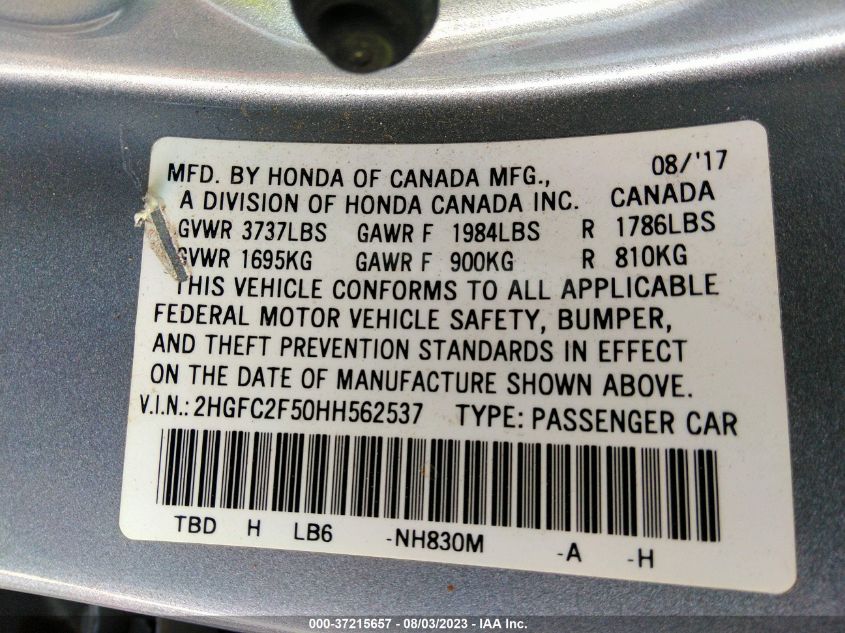 MFD. BY HONDA OF CANADA MFG., 08/'17
A DIVISION OF HONDA CANADA INC. CANADA
GVWR 3737LBS GAWR F 1984LBS R 1786LBS
GVWR 1695KG GAWR F 900KG R 810KG
THIS VEHICLE CONFORMS TO ALL APPLICABLE
FEDERAL MOTOR VEHICLE SAFETY, BUMPER,
AND THEFT PREVENTION STANDARDS IN EFFECT
ON THE DATE OF MANUFACTURE SHOWN ABOVE.
V.I.N.: 2HGFC2F50HH562537 TYPE: PASSENGER CAR
TBD H LB6 -NH830M -A -H
000-37215657 - 08/03/2023 - IAA Inc.